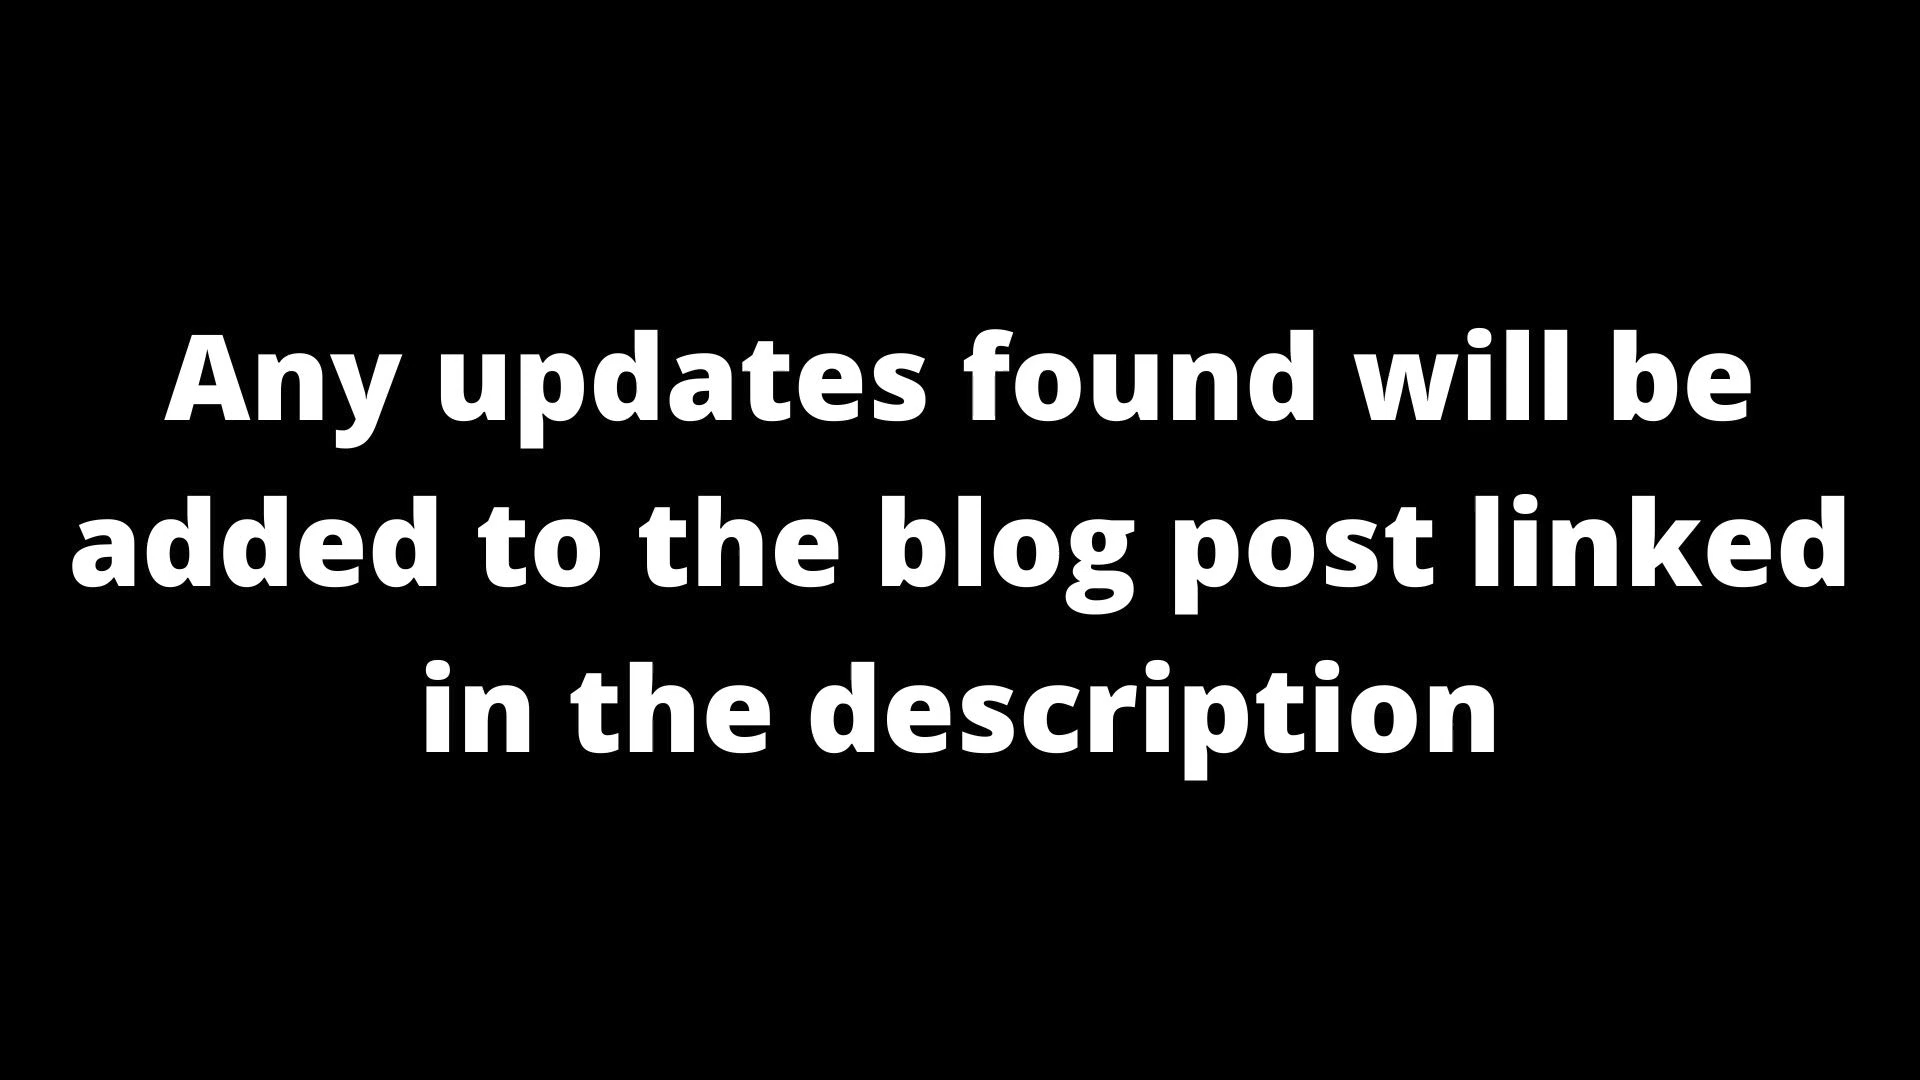 Any updates found will be
added to the blog post linked
in the description